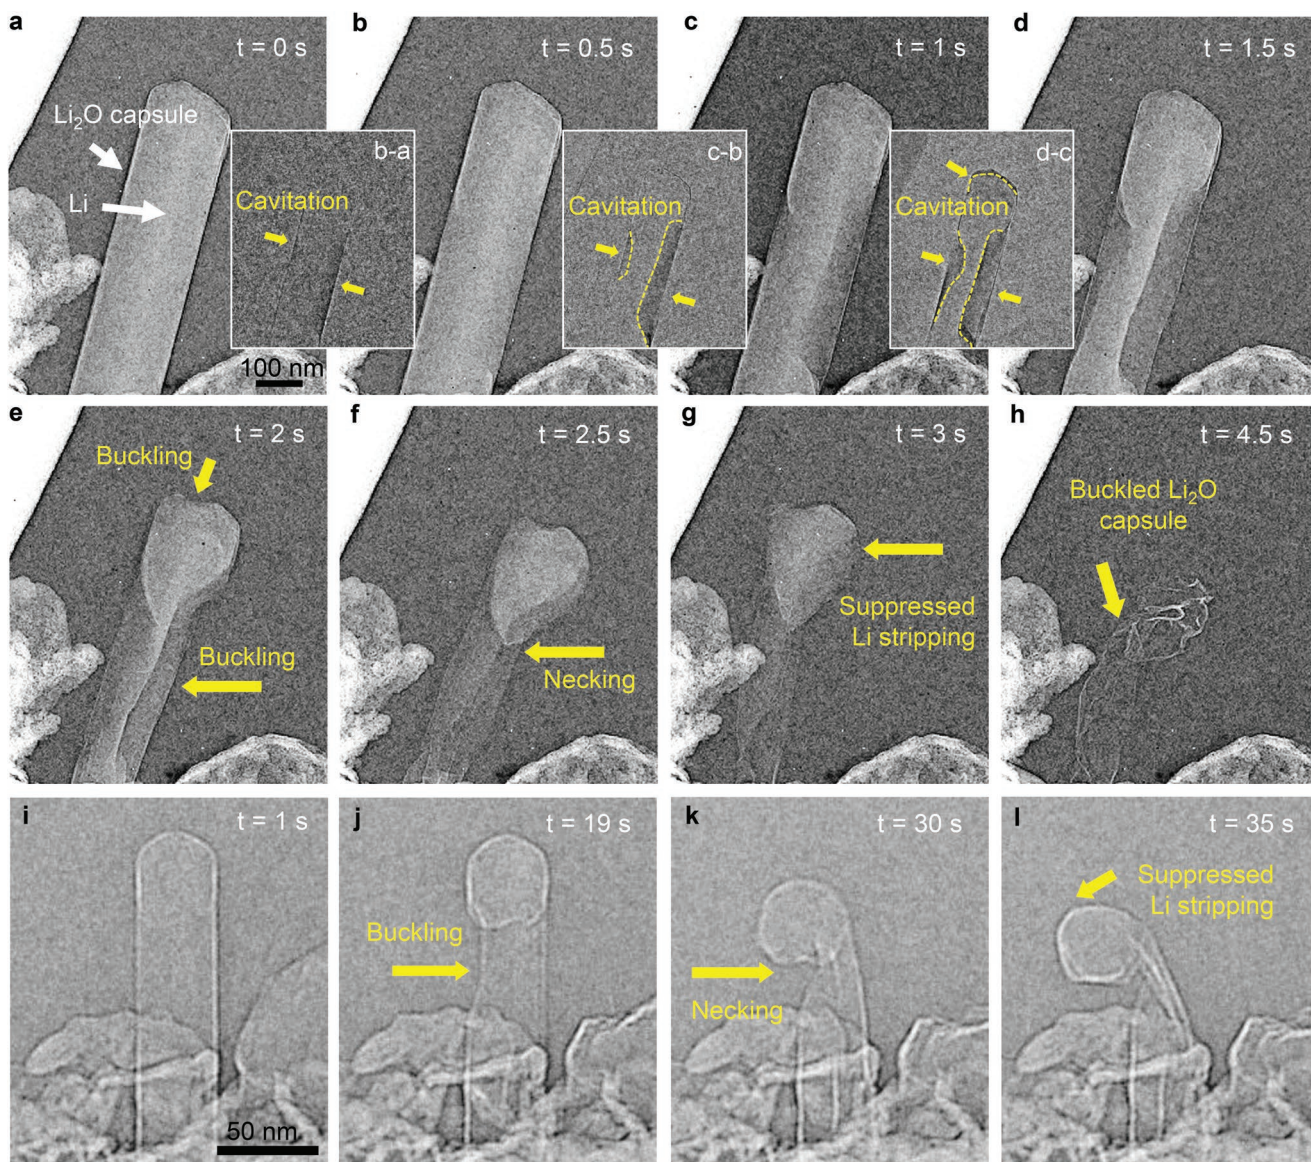 a
t = 0 s
Li₂O capsule
Li
b-a
Cavitation
100 nm
b
t = 0.5 s
c-b
Cavitation
c
t = 1 s
d-c
Cavitation
d
t = 1.5 s
e
t = 2 s
Buckling
Buckling
f
t = 2.5 s
Necking
g
t = 3 s
Suppressed
Li stripping
h
t = 4.5 s
Buckled Li₂O
capsule
i
t = 1 s
50 nm
j
t = 19 s
Buckling
k
t = 30 s
Necking
l
t = 35 s
Suppressed
Li stripping